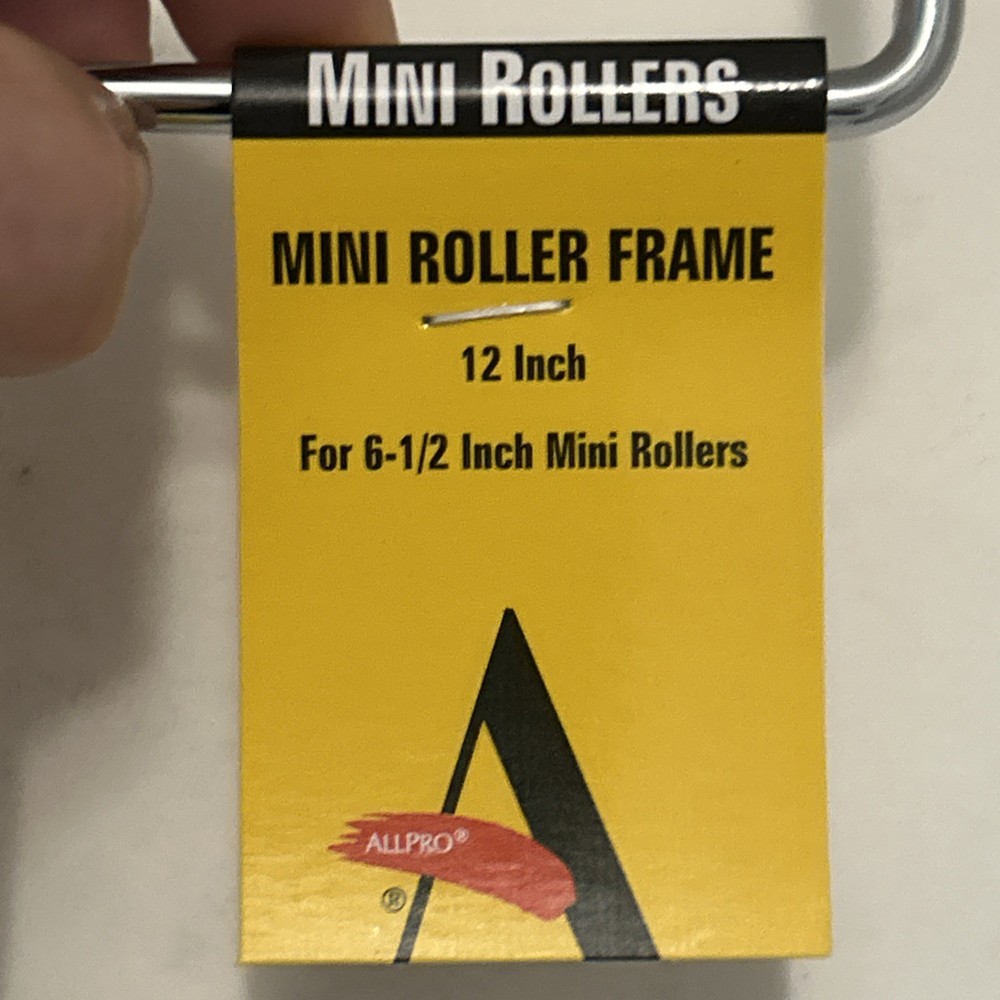 MINI ROLLERS
MINI ROLLER FRAME
12 Inch
For 6-1/2 Inch Mini Rollers
ALLPRO®
®